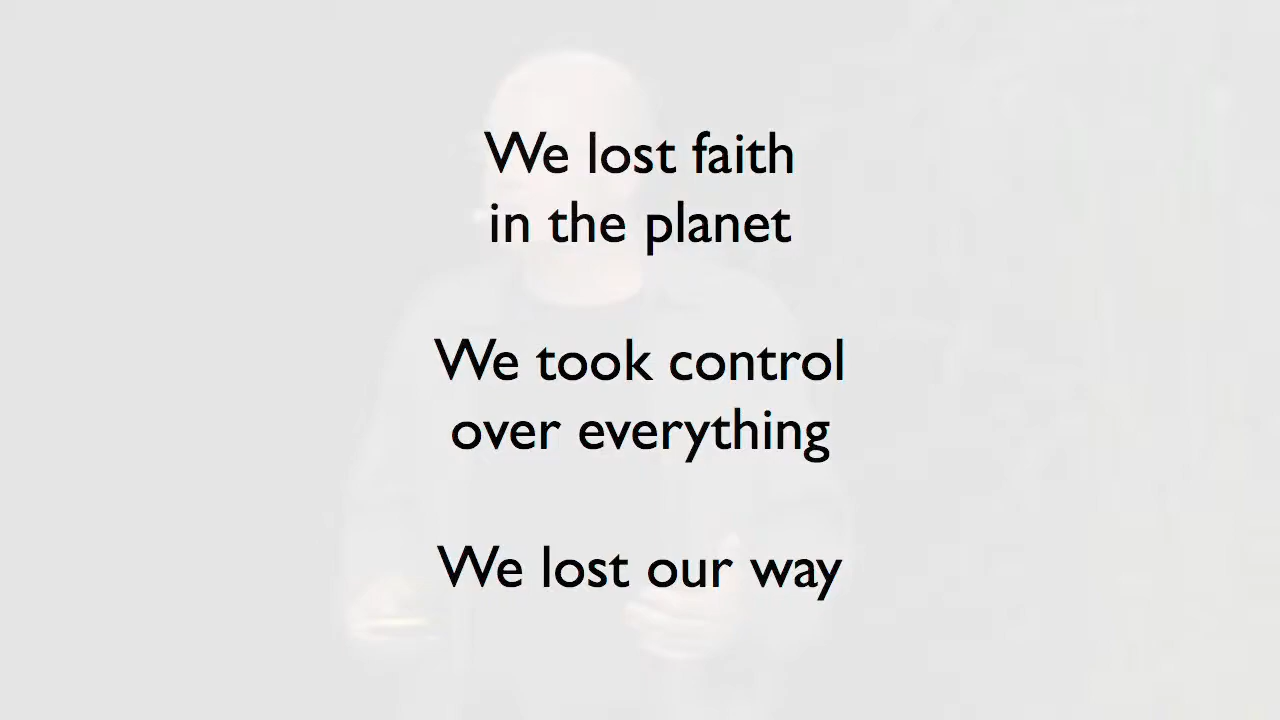 We lost faith
in the planet
We took control
over everything
We lost our way